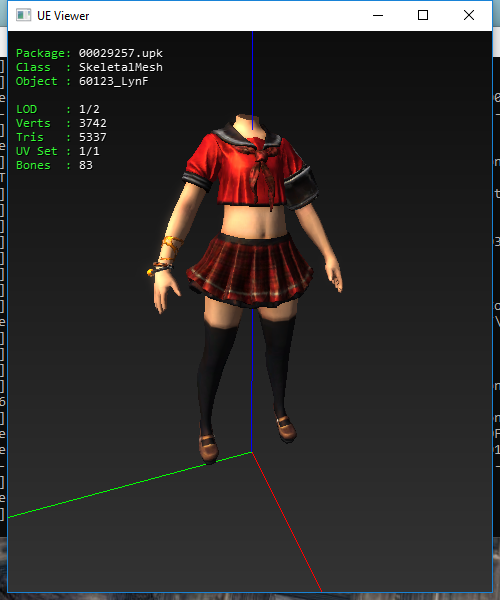 UE Viewer
Package: 00029257.upk
Class : SkeletalMesh
Object : 60123_LynF
LOD : 1/2
Verts : 3742
Tris : 5337
UV Set : 1/1
Bones : 83